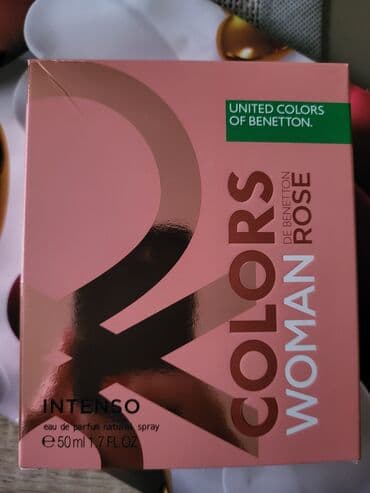 UNITED COLORS
OF BENETTON.
COLORS
DE BENETTON
WOMAN ROSE
INTENSO
eau de parfum natural spray
℮50ml 1.7 FL.OZ